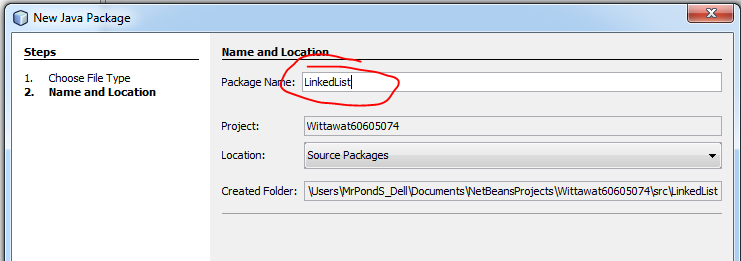 New Java Package
Steps
1. Choose File Type
2. Name and Location
Name and Location
Package Name: LinkedList
Project: Wittawat60605074
Location: Source Packages
Created Folder: \Users\MrPondS_Dell\Documents\NetBeansProjects\Wittawat60605074\src\LinkedList